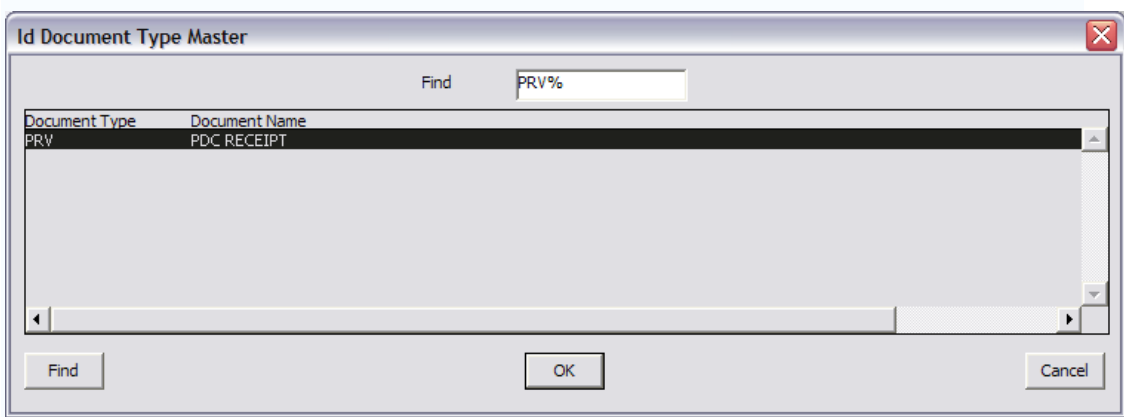 Id Document Type Master
Find PRV%
Document Type Document Name
PRV PDC RECEIPT
Find OK Cancel